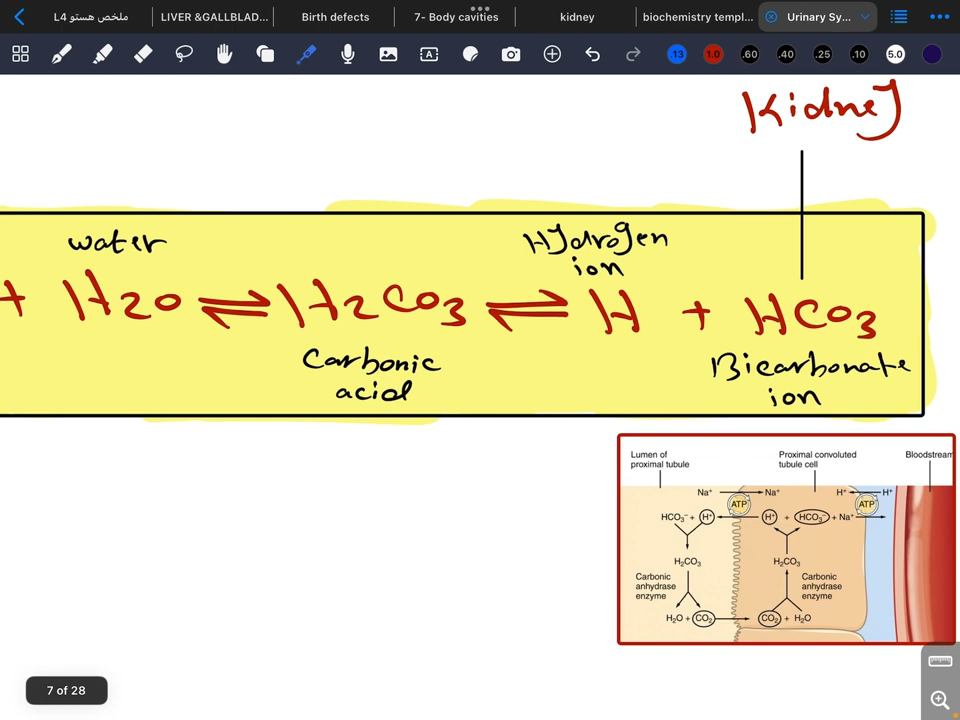 ملخص هستو L4
LIVER &GALLBLAD...
Birth defects
7- Body cavities
kidney
biochemistry templ...
Urinary Sy...
A
13
1.0
.60
.40
.25
.10
5.0
Kidney
water
Hydrogen
ion
+ H2O ⇌ H2CO3 ⇌ H + HCO3
Carbonic
acid
Bicarbonate
ion
Lumen of
proximal tubule
Proximal convoluted
tubule cell
Bloodstream
Na⁺ → Na⁺
H⁺ ← H⁺
ATP
ATP
HCO₃⁻ + H⁺ ← H⁺ + HCO₃⁻ + Na⁺ →
H₂CO₃
H₂CO₃
Carbonic
anhydrase
enzyme
Carbonic
anhydrase
enzyme
H₂O + CO₂ → CO₂ + H₂O
7 of 28